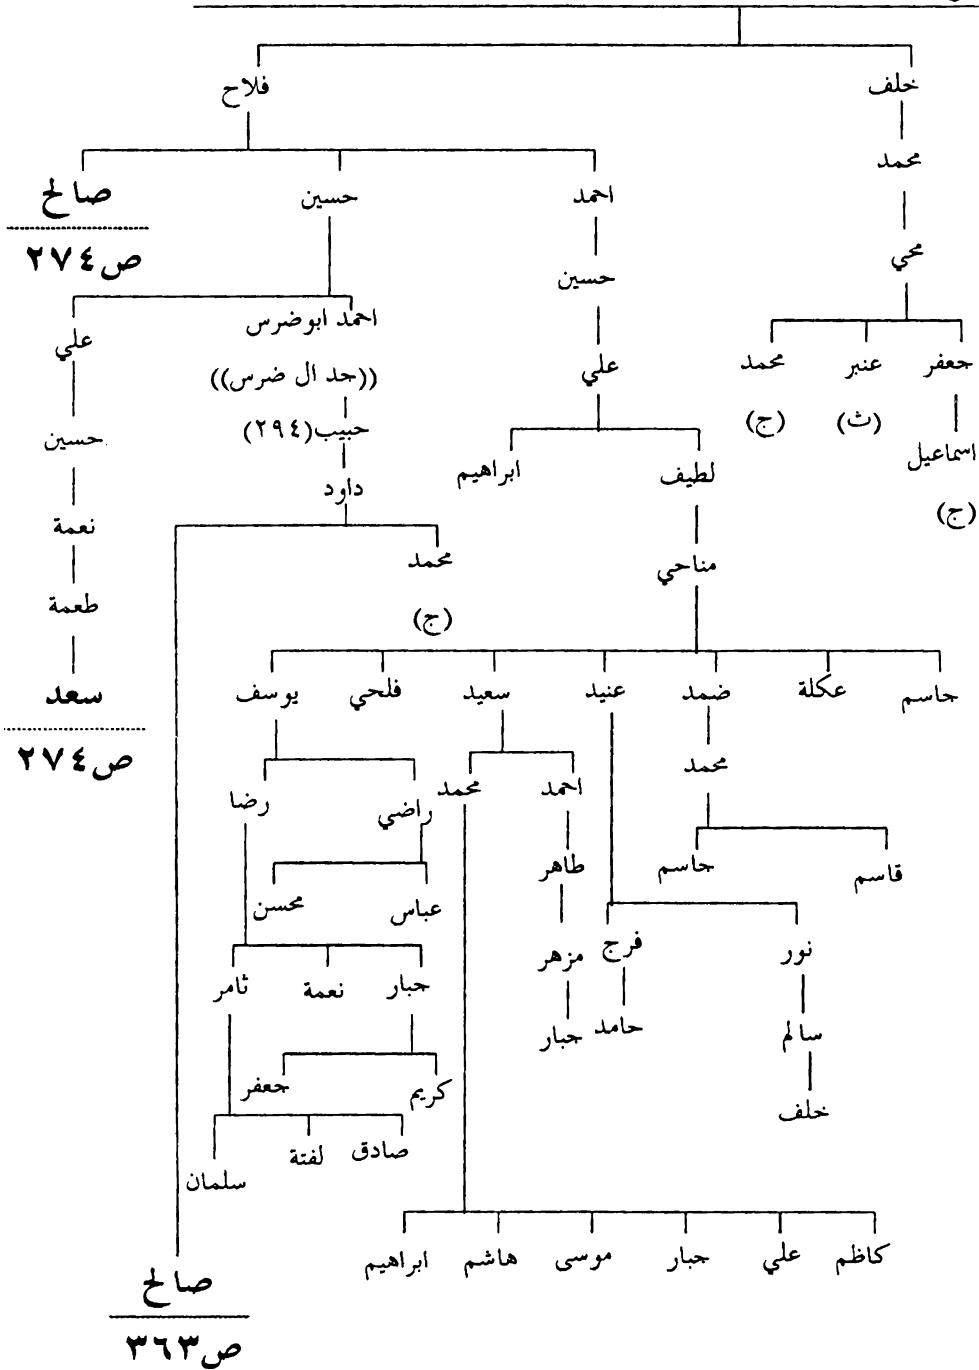 خلف
فلاح
محمد
احمد
حسين
صالح
ص٢٧٤
محي
حسين
احمد ابوضرس
علي
جعفر
عنبر
محمد
علي
((جد ال ضرس))
(ث)
(ج)
حبيب(٢٩٤)
حسين
اسماعيل
لطيف
ابراهيم
داود
(ج)
نعمة
مناحي
محمد
طعمة
(ج)
جاسم
عكلة
ضمد
عنيد
سعيد
فلحي
يوسف
سعد
ص٢٧٤
محمد
احمد
محمد
راضي
رضا
قاسم
جاسم
طاهر
عباس
محسن
نور
فرج
مزهر
جبار
نعمة
ثامر
سالم
حامد
جبار
كريم
جعفر
خلف
صادق
لفتة
سلمان
كاظم
علي
جبار
موسى
هاشم
ابراهيم
صالح
ص٣٦٣